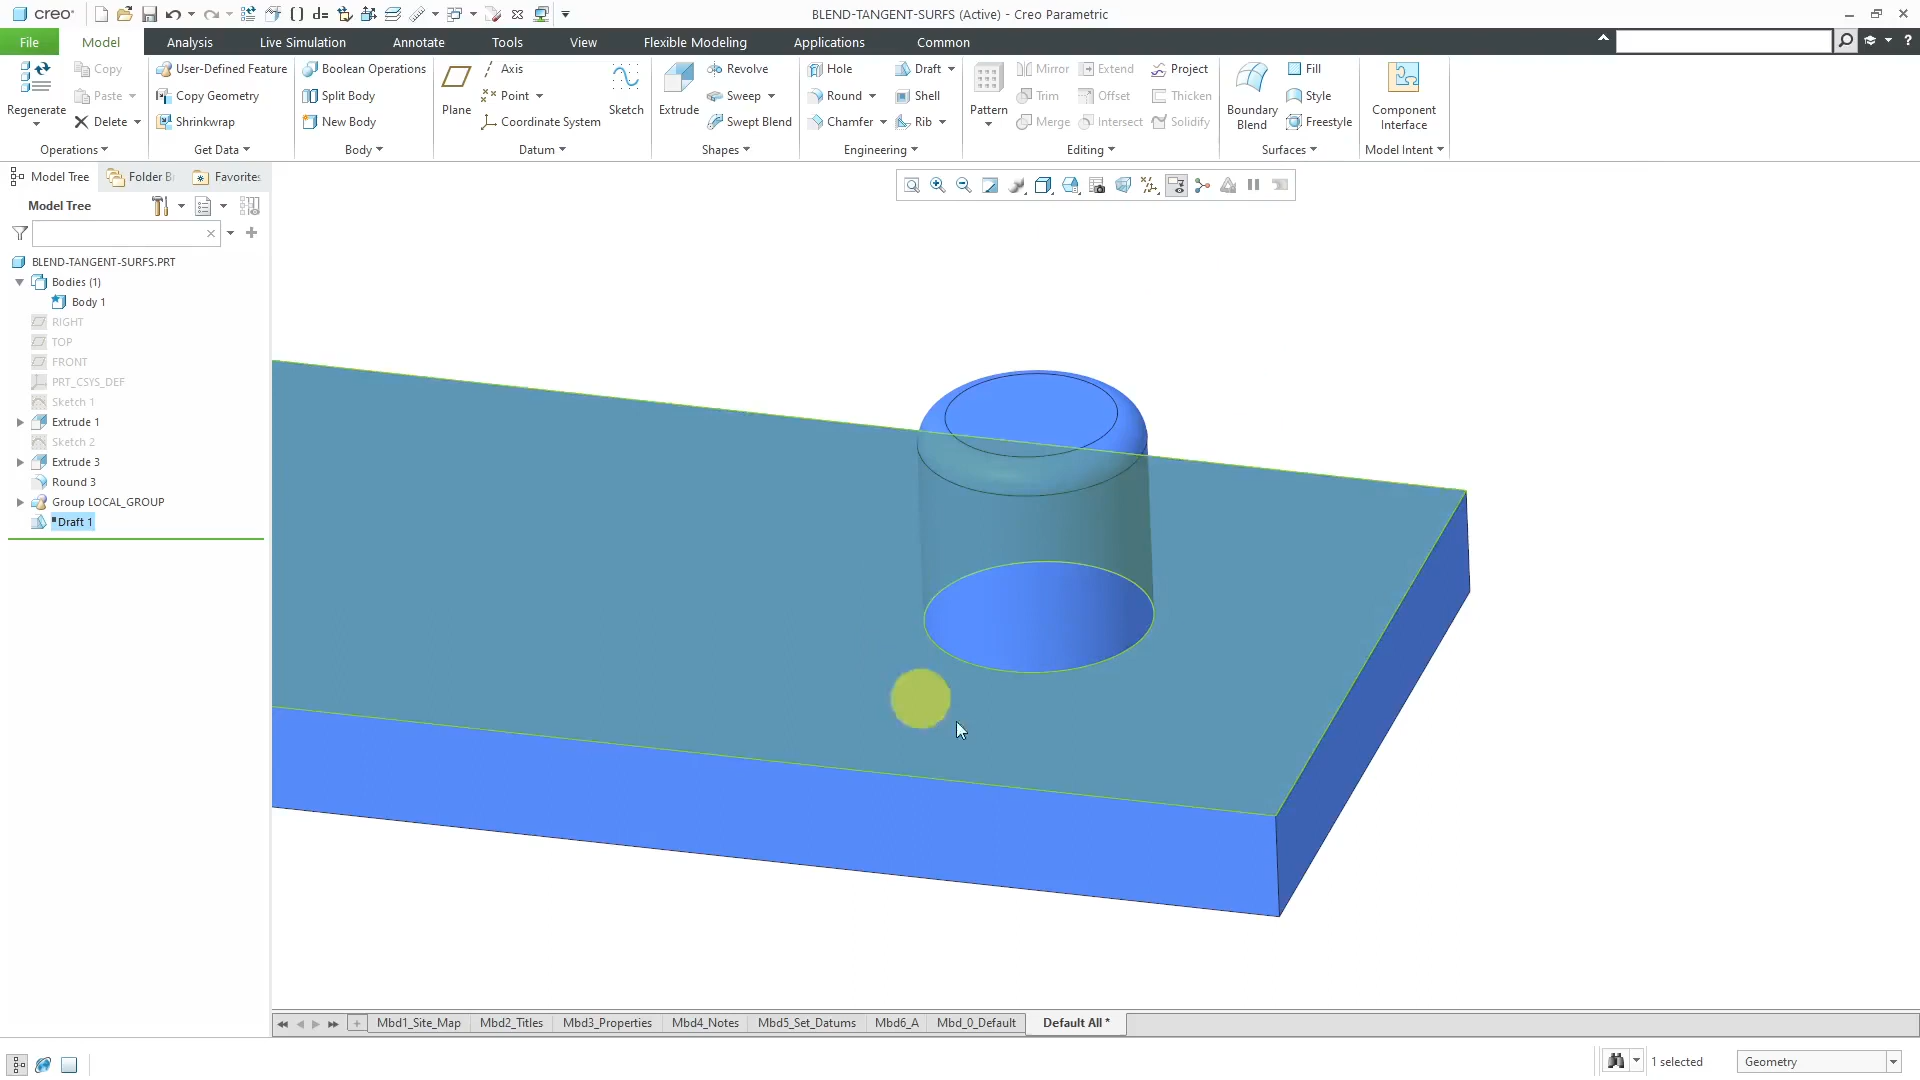 creo
BLEND-TANGENT-SURFS (Active) - Creo Parametric
File
Model
Analysis
Live Simulation
Annotate
Tools
View
Flexible Modeling
Applications
Common
Regenerate
Copy
Paste
Delete
Operations
User-Defined Feature
Copy Geometry
Shrinkwrap
Get Data
Boolean Operations
Split Body
New Body
Body
Plane
Axis
Point
Coordinate System
Sketch
Datum
Extrude
Revolve
Sweep
Swept Blend
Shapes
Hole
Round
Chamfer
Draft
Shell
Rib
Engineering
Pattern
Mirror
Trim
Merge
Extend
Offset
Intersect
Project
Thicken
Solidify
Editing
Boundary
Blend
Fill
Style
Freestyle
Surfaces
Component
Interface
Model Intent
Model Tree
Folder B
Favorites
Model Tree
BLEND-TANGENT-SURFS.PRT
Bodies (1)
Body 1
RIGHT
TOP
FRONT
PRT_CSYS_DEF
Sketch 1
Extrude 1
Sketch 2
Extrude 3
Round 3
Group LOCAL_GROUP
Draft 1
Mbd1_Site_Map
Mbd2_Titles
Mbd3_Properties
Mbd4_Notes
Mbd5_Set_Datums
Mbd6_A
Mbd_0_Default
Default All *
1 selected
Geometry